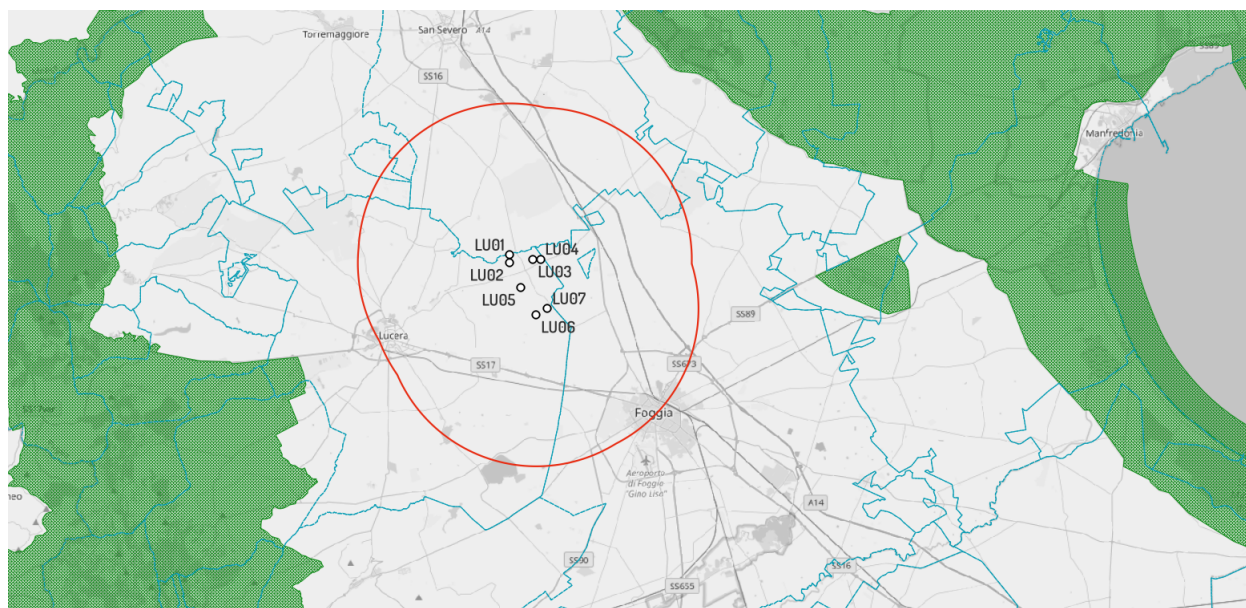 Torremaggiore
San Severo
A14
SS16
SS89
Manfredonia
LU01
LU04
LU02
LU03
LU05
LU07
LU06
SS89
Lucera
SS17
SS673
SS17var
Foggia
Aeroporto
di Foggia
"Gino Lisa"
A14
SS90
SS16
SS655